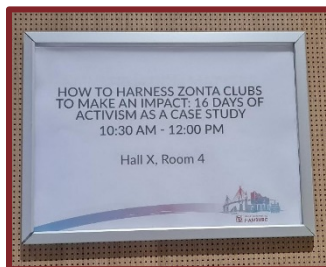 HOW TO HARNESS ZONTA CLUBS
TO MAKE AN IMPACT: 16 DAYS OF
ACTIVISM AS A CASE STUDY
10:30 AM - 12:00 PM
Hall X, Room 4